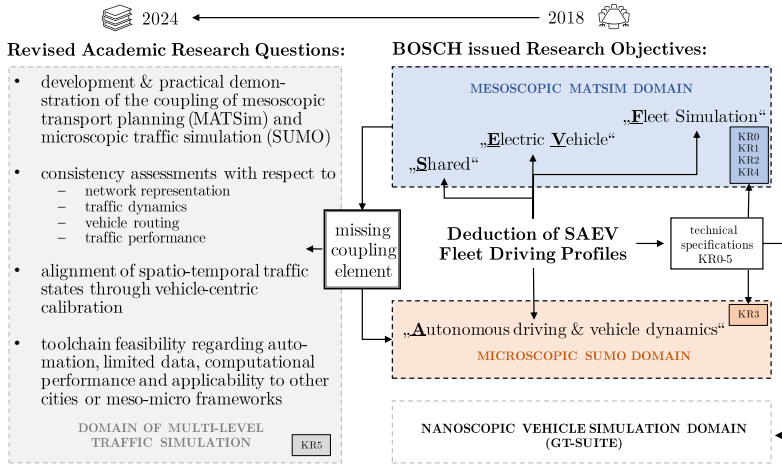 2024
2018
Revised Academic Research Questions:
• development & practical demon-
stration of the coupling of mesoscopic
transport planning (MATSim) and
microscopic traffic simulation (SUMO)
• consistency assessments with respect to
– network representation
– traffic dynamics
– vehicle routing
– traffic performance
• alignment of spatio-temporal traffic
states through vehicle-centric
calibration
• toolchain feasibility regarding auto-
mation, limited data, computational
performance and applicability to other
cities or meso-micro frameworks
DOMAIN OF MULTI-LEVEL
TRAFFIC SIMULATION
KR5
missing
coupling
element
BOSCH issued Research Objectives:
MESOSCOPIC MATSIM DOMAIN
„Fleet Simulation“
„Electric Vehicle“
„Shared“
KR0
KR1
KR2
KR4
Deduction of SAEV
Fleet Driving Profiles
technical
specifications
KR0-5
KR3
„Autonomous driving & vehicle dynamics“
MICROSCOPIC SUMO DOMAIN
NANOSCOPIC VEHICLE SIMULATION DOMAIN
(GT-SUITE)